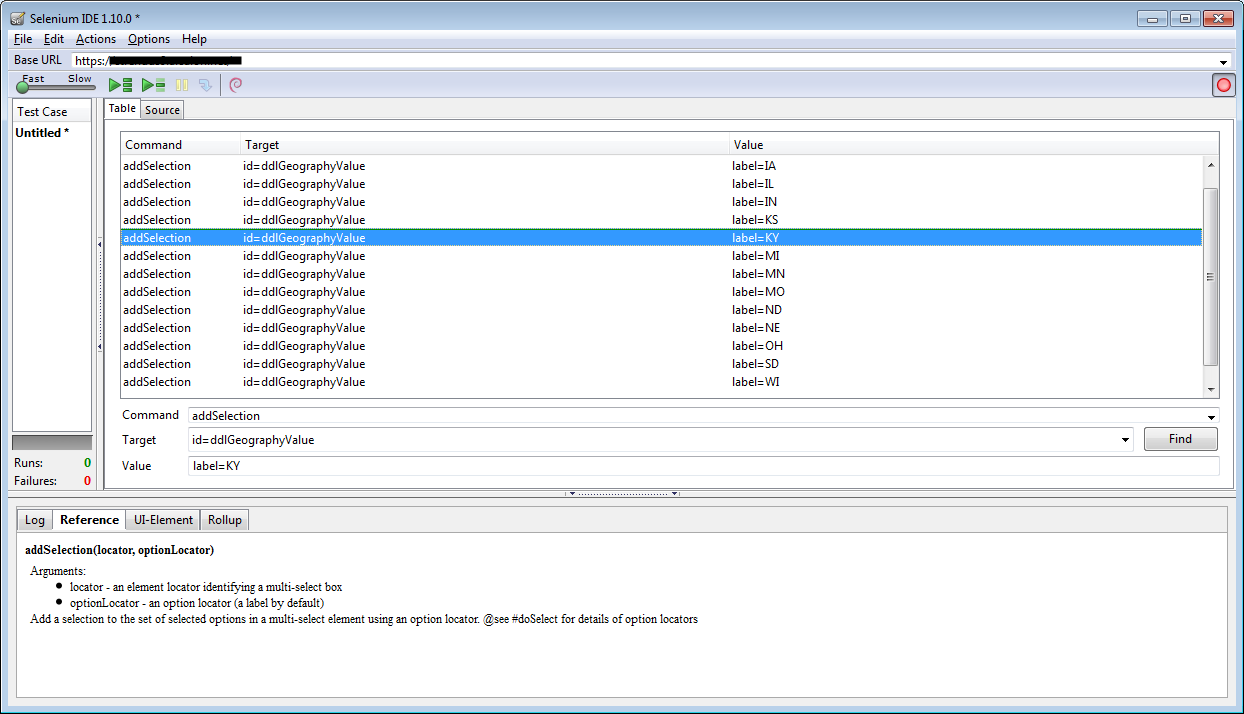 Selenium IDE 1.10.0 *
File Edit Actions Options Help
Base URL https:/
Fast Slow
Test Case
Untitled *
Runs: 0
Failures: 0
Table Source
Command Target Value
addSelection id=ddlGeographyValue label=IA
addSelection id=ddlGeographyValue label=IL
addSelection id=ddlGeographyValue label=IN
addSelection id=ddlGeographyValue label=KS
addSelection id=ddlGeographyValue label=KY
addSelection id=ddlGeographyValue label=MI
addSelection id=ddlGeographyValue label=MN
addSelection id=ddlGeographyValue label=MO
addSelection id=ddlGeographyValue label=ND
addSelection id=ddlGeographyValue label=NE
addSelection id=ddlGeographyValue label=OH
addSelection id=ddlGeographyValue label=SD
addSelection id=ddlGeographyValue label=WI
Command addSelection
Target id=ddlGeographyValue Find
Value label=KY
Log Reference UI-Element Rollup
addSelection(locator, optionLocator)
Arguments:
• locator - an element locator identifying a multi-select box
• optionLocator - an option locator (a label by default)
Add a selection to the set of selected options in a multi-select element using an option locator. @see #doSelect for details of option locators